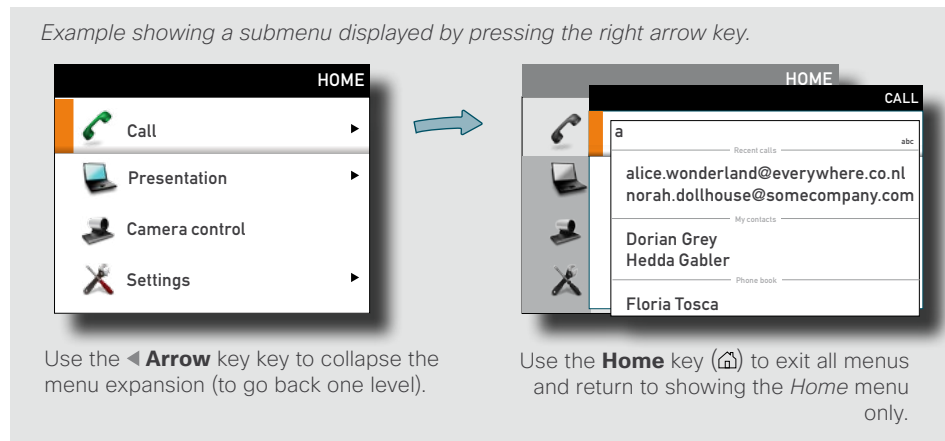 Example showing a submenu displayed by pressing the right arrow key.
HOME
Call
Presentation
Camera control
Settings
HOME
CALL
a
abc
Recent calls
alice.wonderland@everywhere.co.nl
norah.dollhouse@somecompany.com
My contacts
Dorian Grey
Hedda Gabler
Phone book
Floria Tosca
Use the ◀ Arrow key key to collapse the
menu expansion (to go back one level).
Use the Home key (⌂) to exit all menus
and return to showing the Home menu
only.